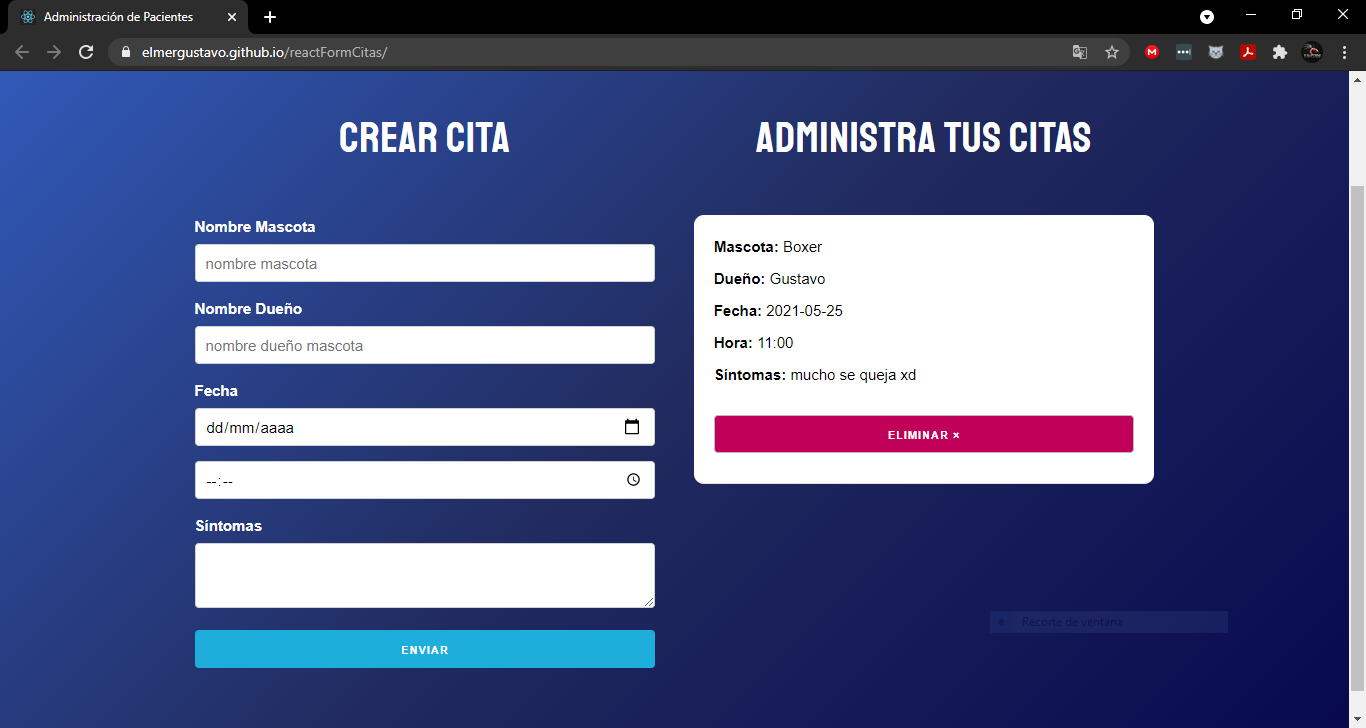 Administración de Pacientes
elmergustavo.github.io/reactFormCitas/
CREAR CITA
Nombre Mascota
nombre mascota
Nombre Dueño
nombre dueño mascota
Fecha
dd/mm/aaaa
--:--
Síntomas
ENVIAR
ADMINISTRA TUS CITAS
Mascota: Boxer
Dueño: Gustavo
Fecha: 2021-05-25
Hora: 11:00
Síntomas: mucho se queja xd
ELIMINAR ×
Recorte de ventana